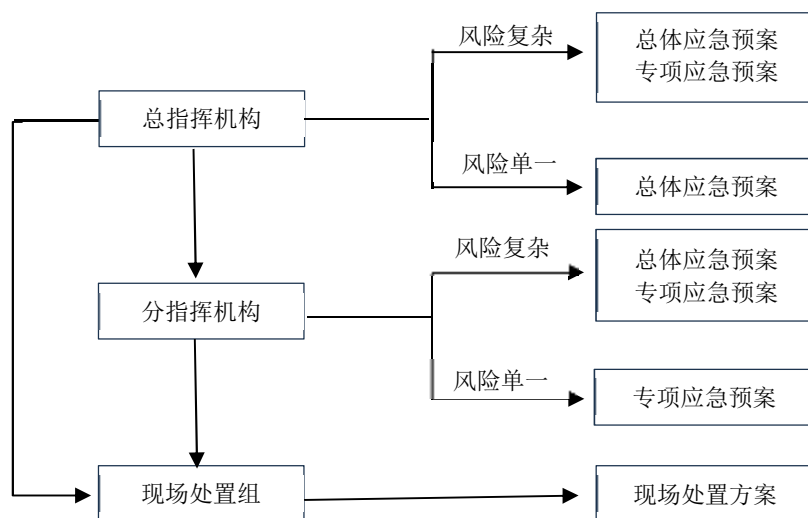 风险复杂
总体应急预案
专项应急预案
总指挥机构
风险单一
总体应急预案
风险复杂
总体应急预案
专项应急预案
分指挥机构
风险单一
专项应急预案
现场处置组
现场处置方案